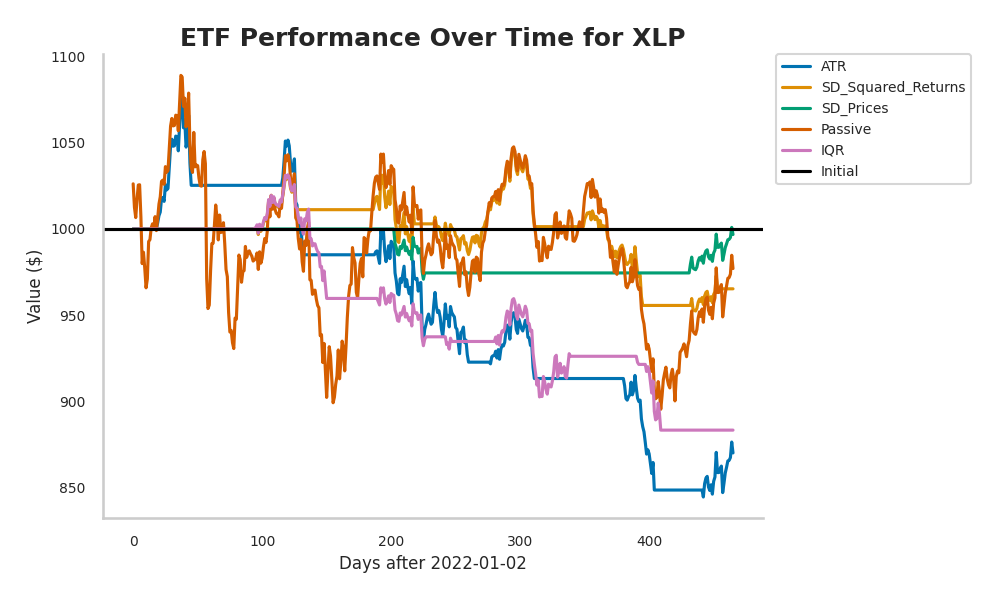 ETF Performance Over Time for XLP
1100
1050
1000
950
900
850
Value ($)
0
100
200
300
400
Days after 2022-01-02
ATR
SD_Squared_Returns
SD_Prices
Passive
IQR
Initial